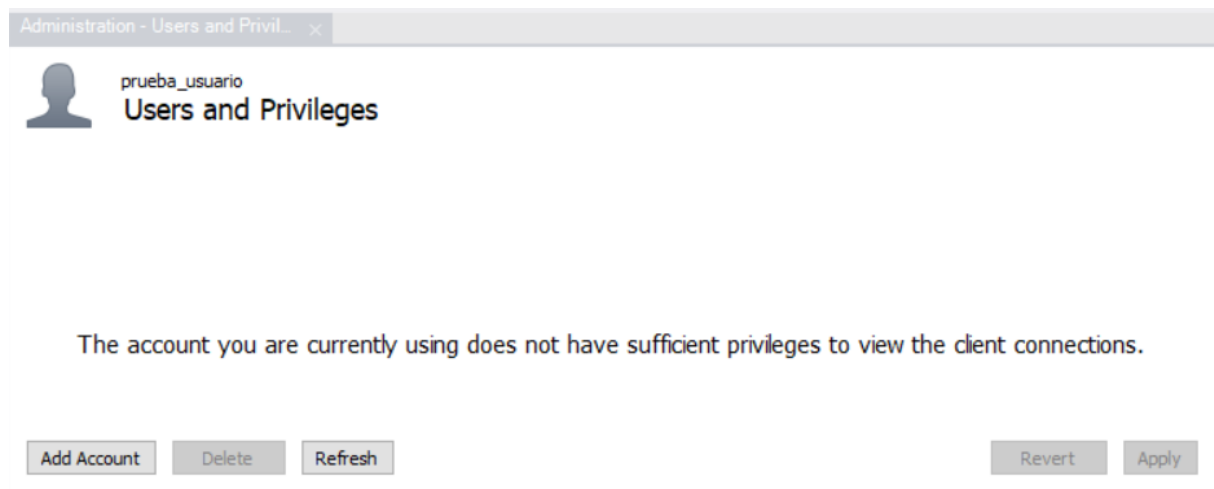 Administration - Users and Privil...
prueba_usuario
Users and Privileges
The account you are currently using does not have sufficient privileges to view the client connections.
Add Account Delete Refresh Revert Apply